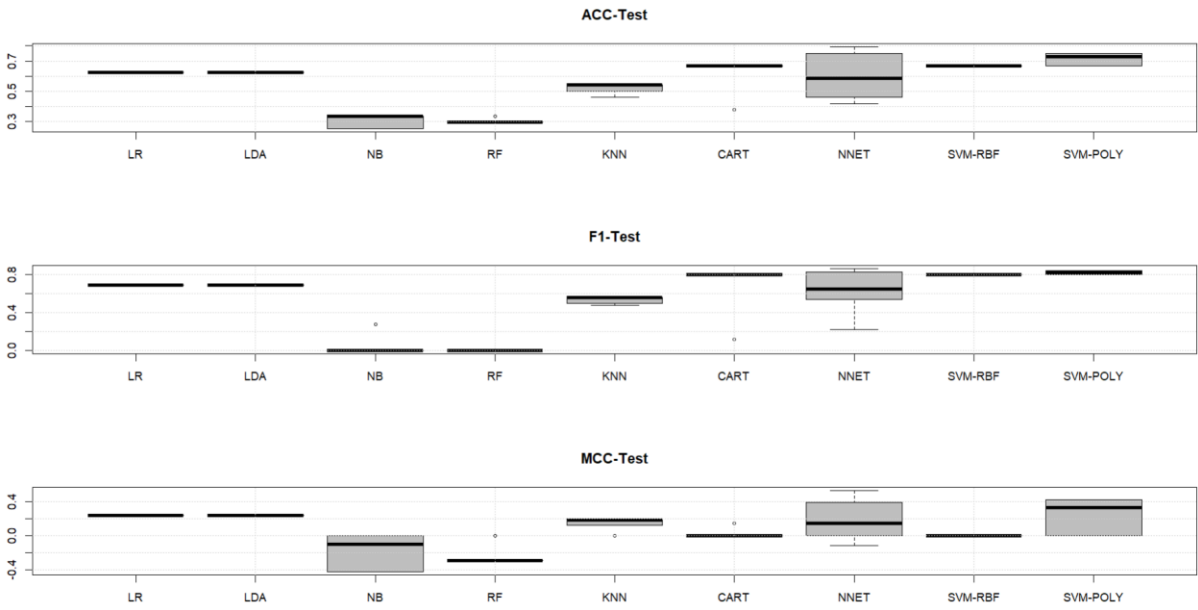 ACC-Test
0.7
0.5
0.3
LR LDA NB RF KNN CART NNET SVM-RBF SVM-POLY
F1-Test
0.8
0.4
0.0
LR LDA NB RF KNN CART NNET SVM-RBF SVM-POLY
MCC-Test
0.4
0.0
-0.4
LR LDA NB RF KNN CART NNET SVM-RBF SVM-POLY